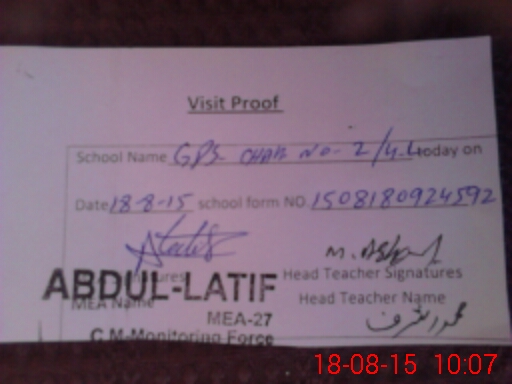 Visit Proof
School Name GPS CHAK NO. 2/4.L today on
Date 18-8-15 school form NO. 1508180924592
M. Ashraf
Head Teacher Signatures
ABDUL-LATIF
MEA Name Head Teacher Name
MEA-27
محمد اشرف
C.M-Monitoring Force
18-08-15 10:07